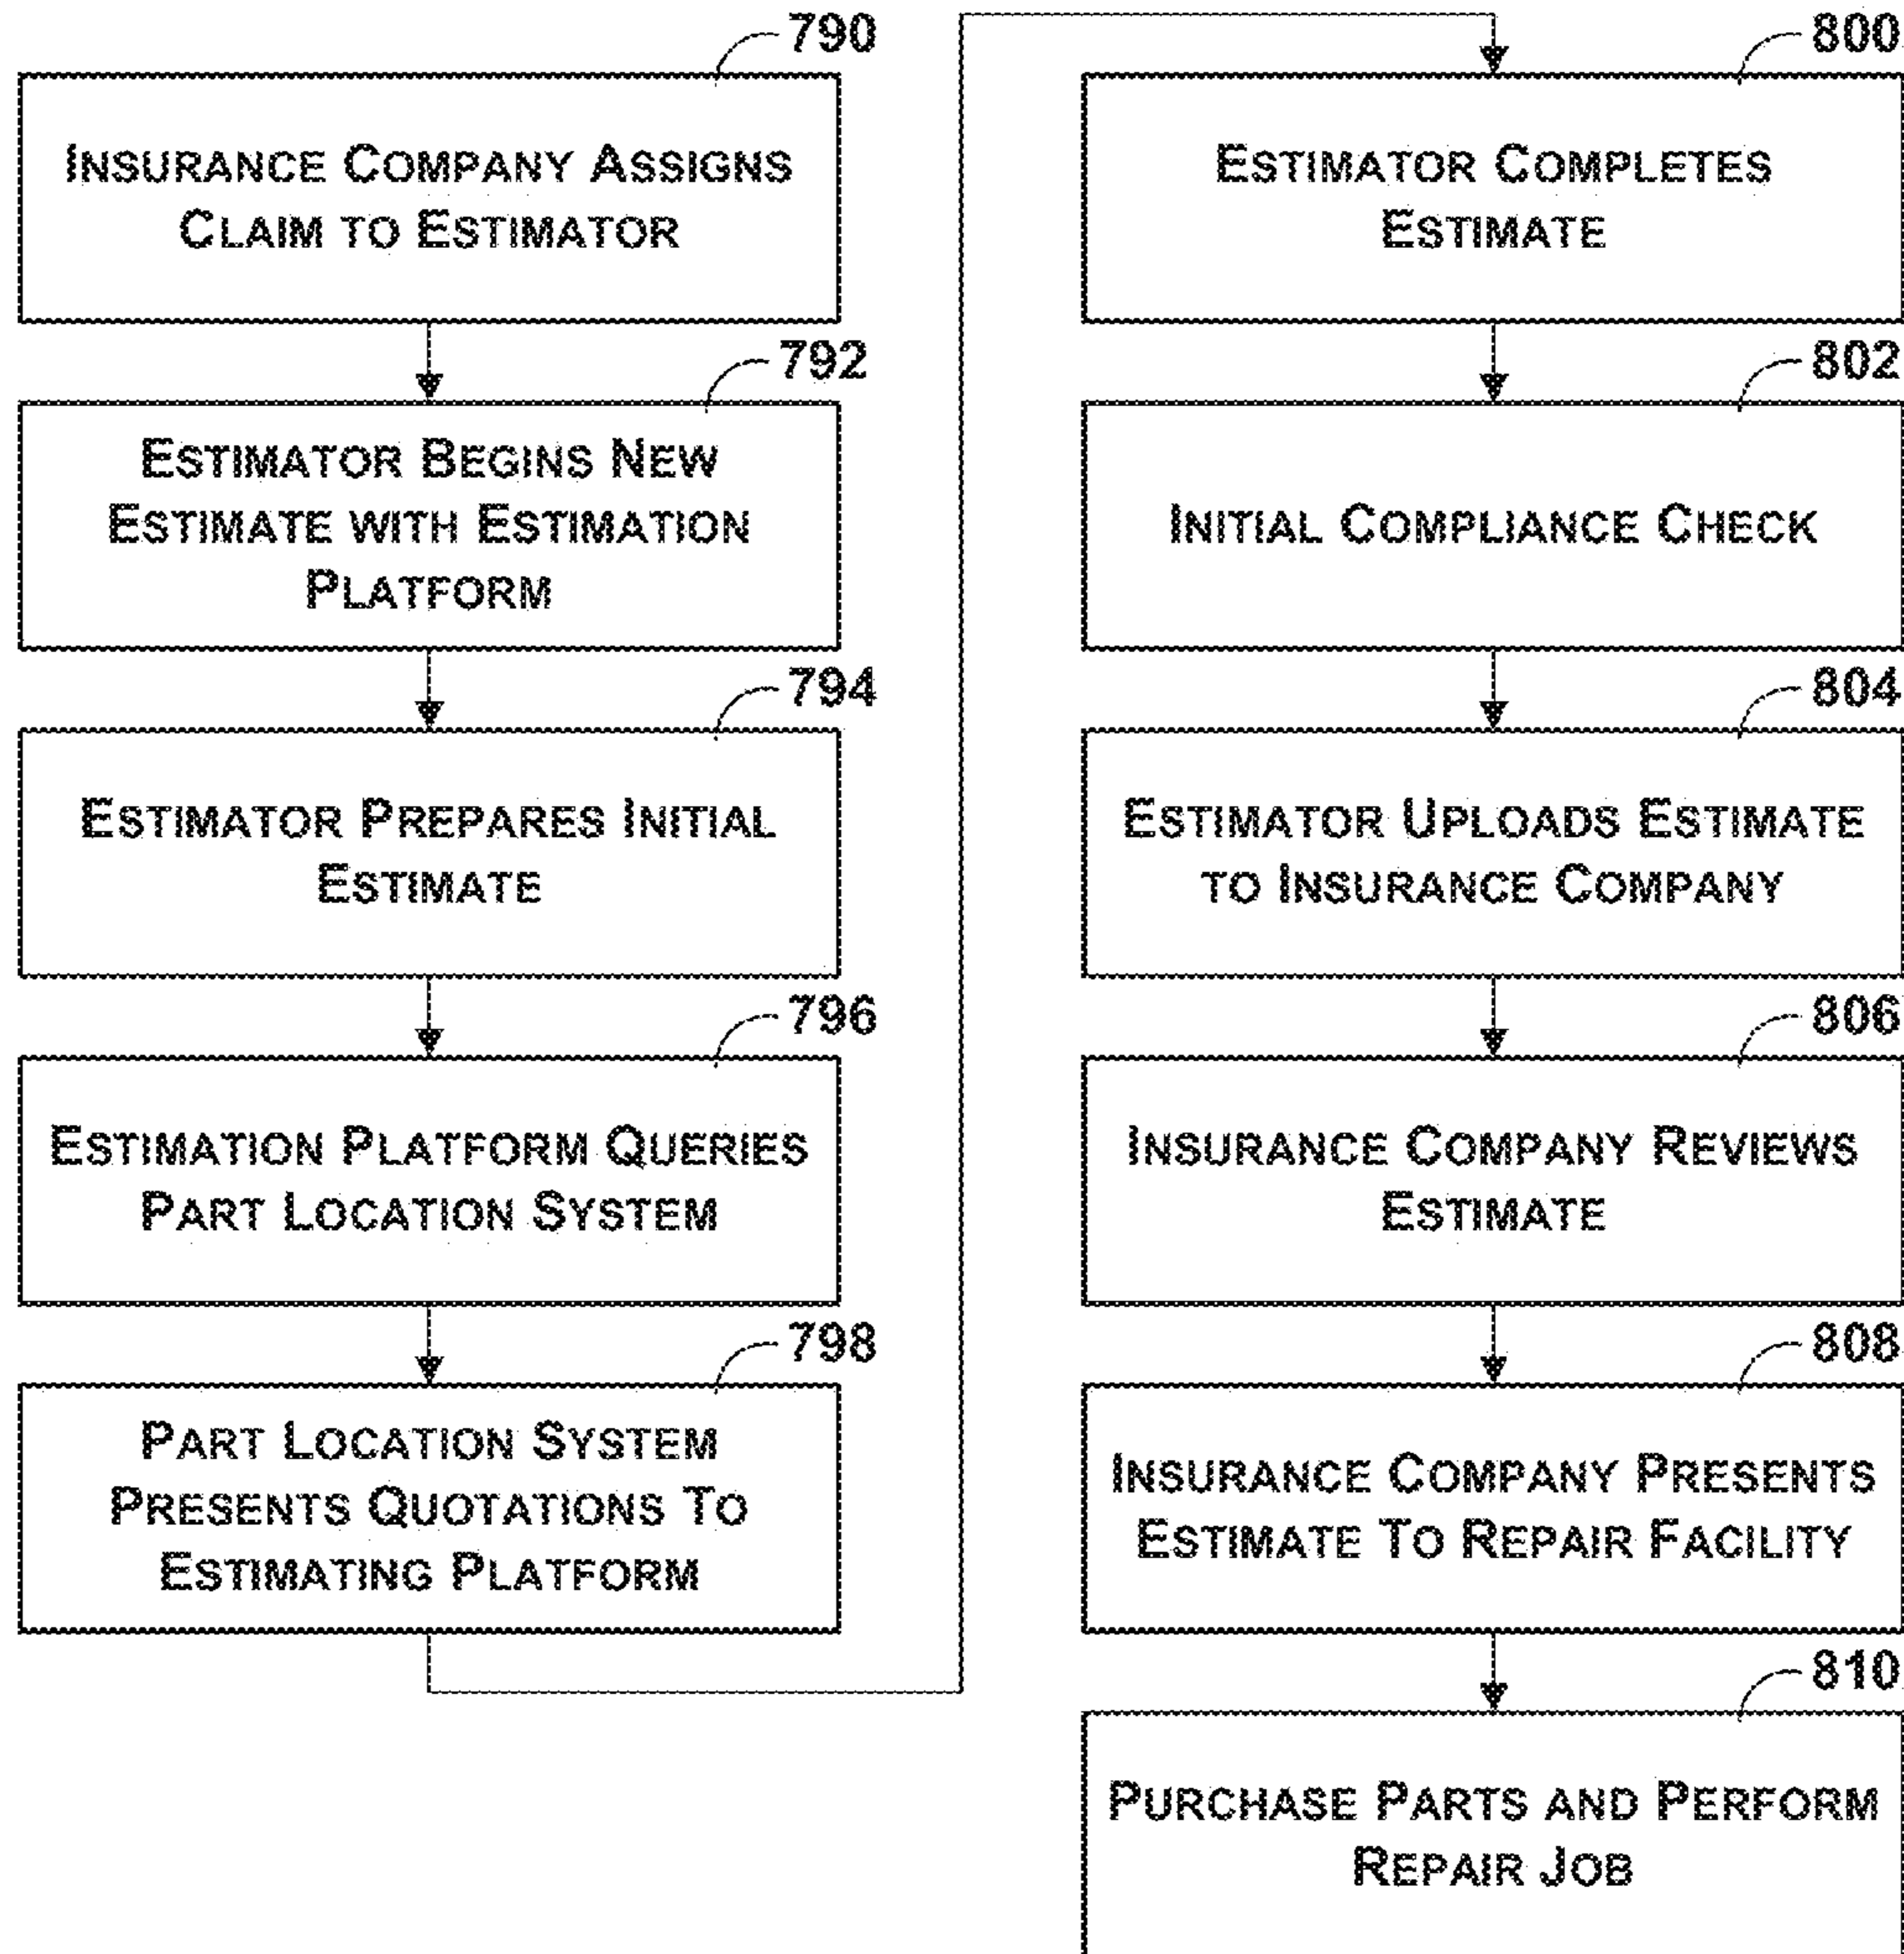 790
INSURANCE COMPANY ASSIGNS
CLAIM TO ESTIMATOR
792
ESTIMATOR BEGINS NEW
ESTIMATE WITH ESTIMATION
PLATFORM
794
ESTIMATOR PREPARES INITIAL
ESTIMATE
796
ESTIMATION PLATFORM QUERIES
PART LOCATION SYSTEM
798
PART LOCATION SYSTEM
PRESENTS QUOTATIONS TO
ESTIMATING PLATFORM
800
ESTIMATOR COMPLETES
ESTIMATE
802
INITIAL COMPLIANCE CHECK
804
ESTIMATOR UPLOADS ESTIMATE
TO INSURANCE COMPANY
806
INSURANCE COMPANY REVIEWS
ESTIMATE
808
INSURANCE COMPANY PRESENTS
ESTIMATE TO REPAIR FACILITY
810
PURCHASE PARTS AND PERFORM
REPAIR JOB